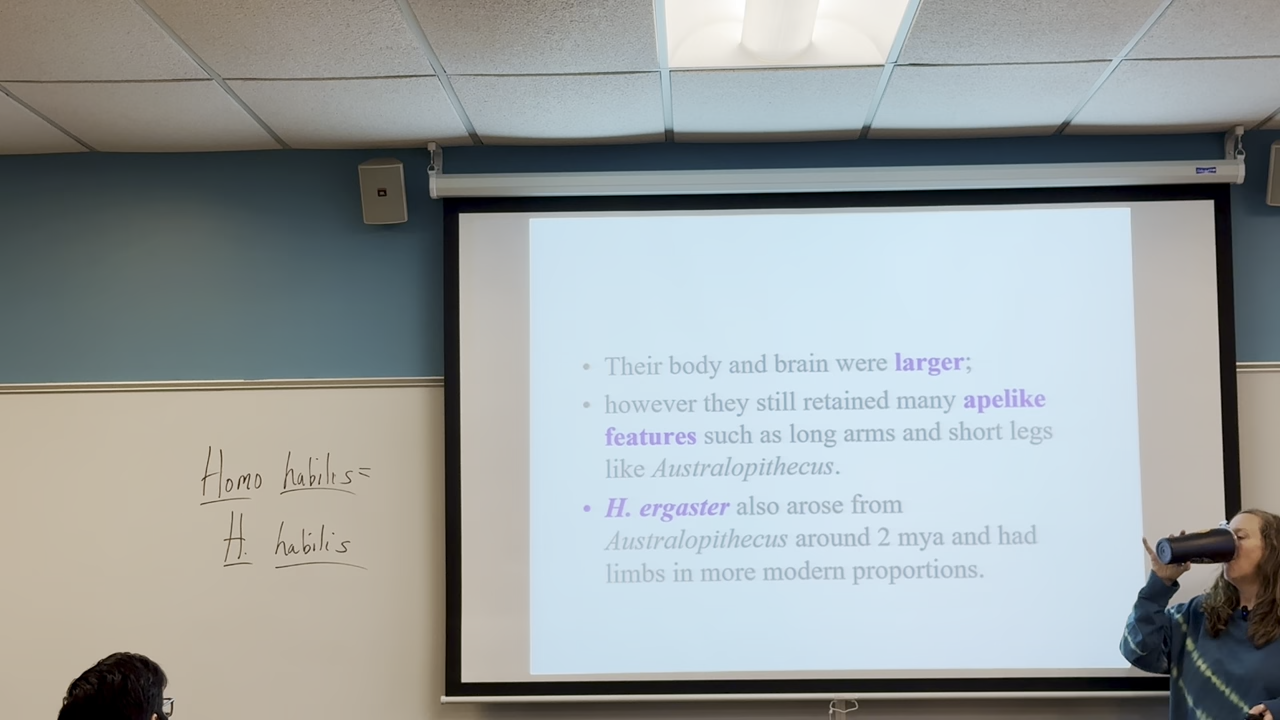 Homo habilis=
H. habilis
• Their body and brain were larger;
• however they still retained many apelike
features such as long arms and short legs
like Australopithecus.
• H. ergaster also arose from
Australopithecus around 2 mya and had
limbs in more modern proportions.